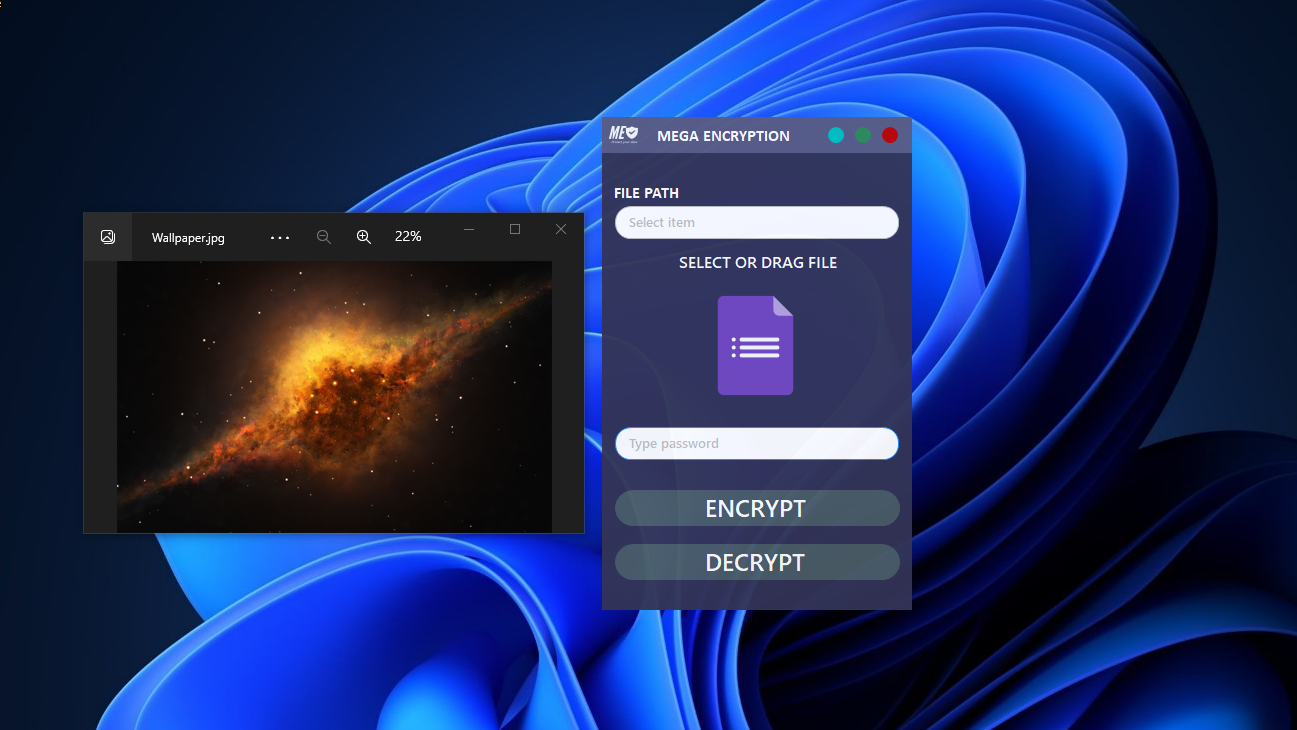 Wallpaper.jpg
22%
ME
MEGA ENCRYPTION
FILE PATH
Select item
SELECT OR DRAG FILE
Type password
ENCRYPT
DECRYPT